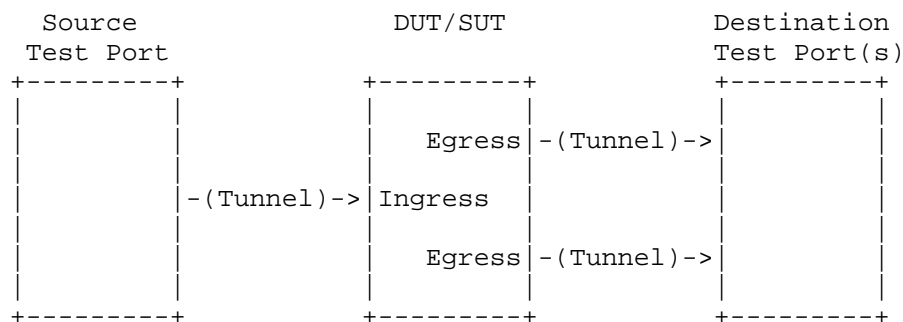 Source DUT/SUT Destination
Test Port Test Port(s)
Egress -(Tunnel)->
-(Tunnel)-> Ingress
Egress -(Tunnel)->